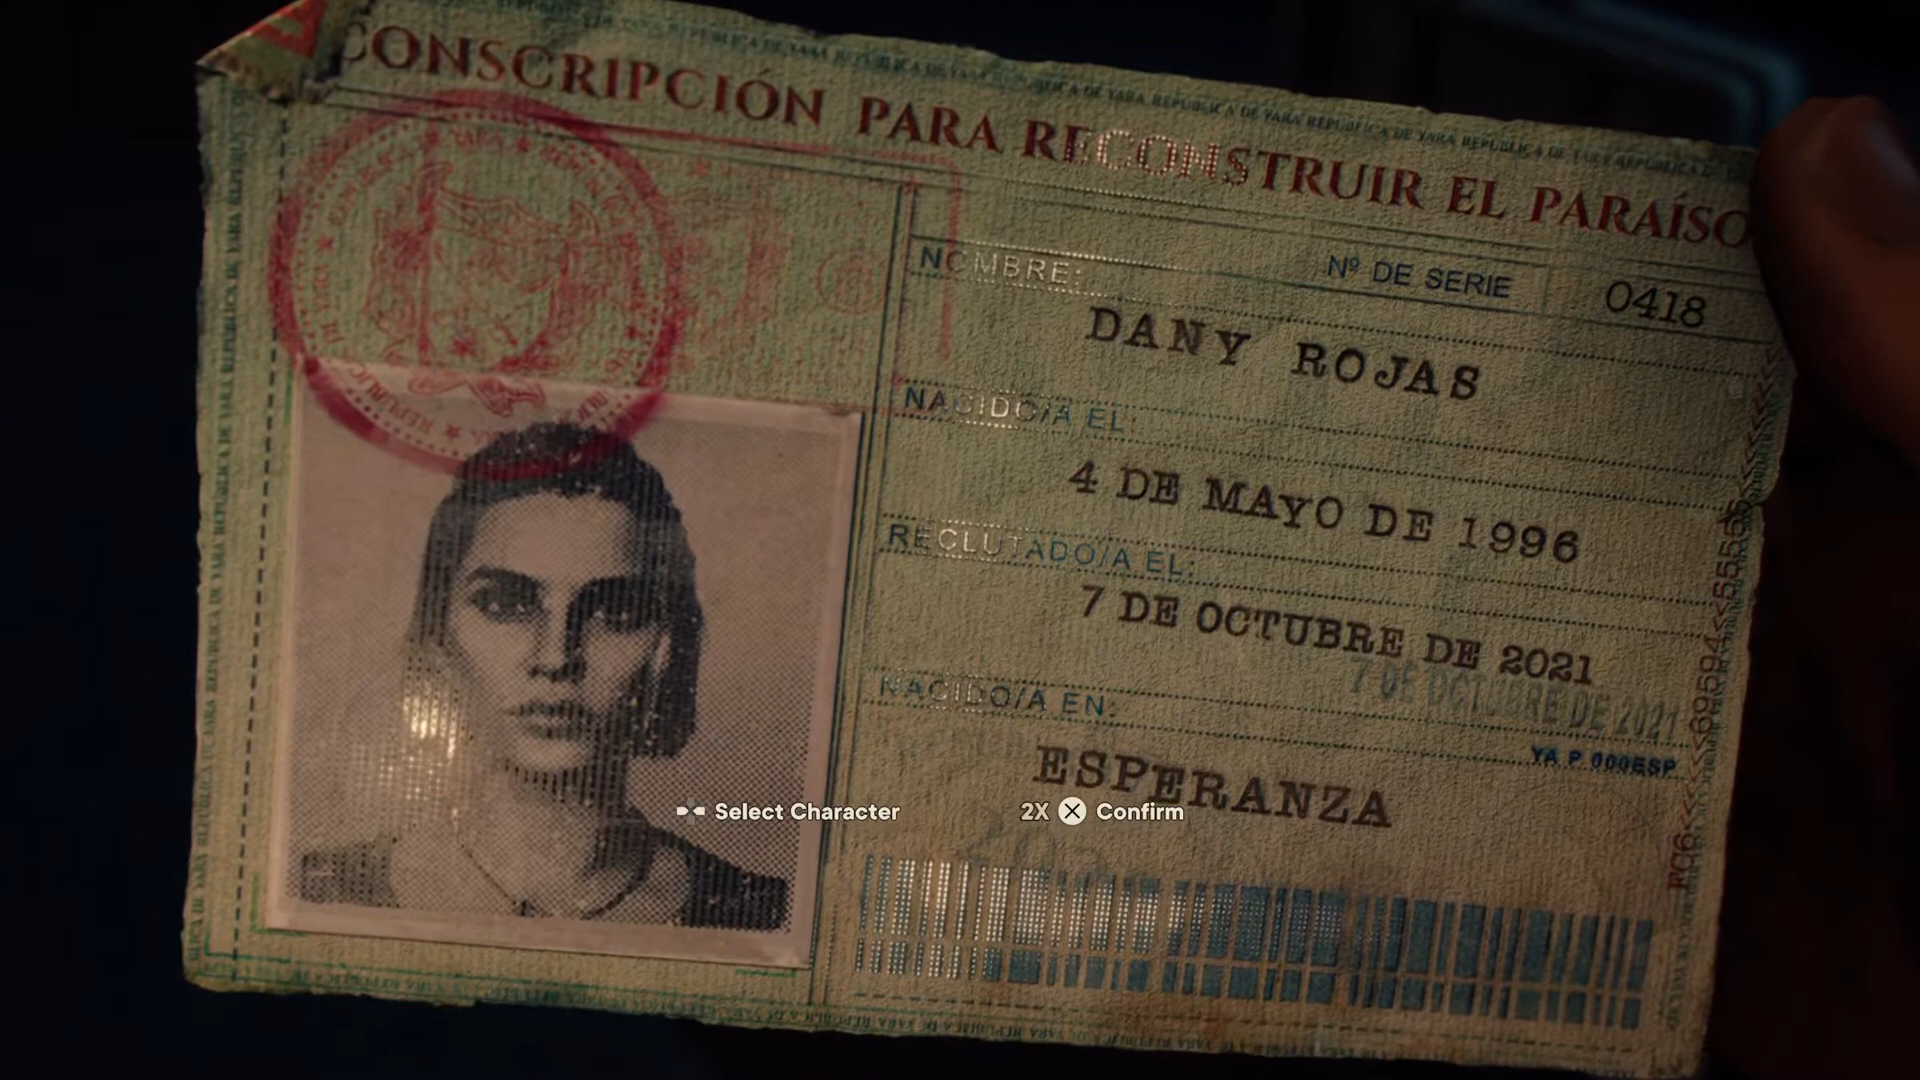 CONSCRIPCIÓN PARA RECONSTRUIR EL PARAÍSO
NOMBRE:
Nº DE SERIE
0418
DANY ROJAS
NACIDO/A EL:
4 DE MAYO DE 1996
RECLUTADO/A EL:
7 DE OCTUBRE DE 2021
7 DE OCTUBRE DE 2021
NACIDO/A EN:
YA P 000ESP
ESPERANZA
Select Character
2X Confirm